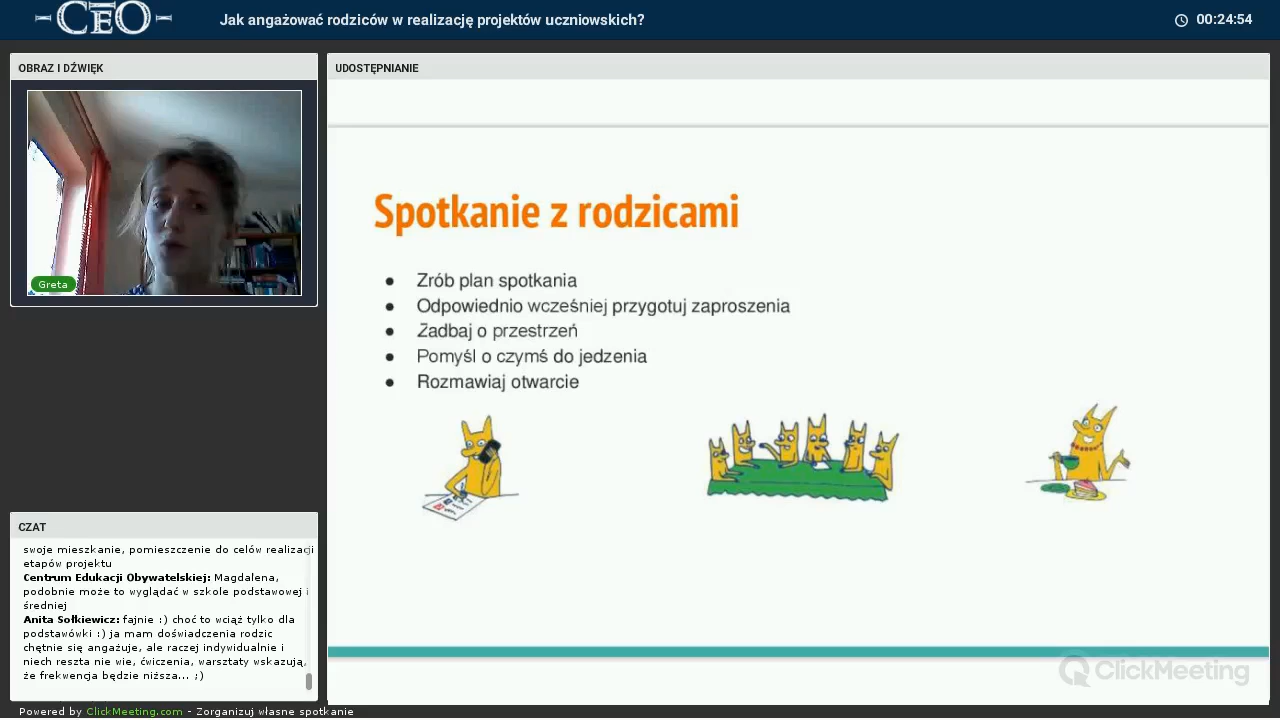 CEO
Jak angażować rodziców w realizację projektów uczniowskich?
00:24:54
OBRAZ I DŹWIĘK
Greta
UDOSTĘPNIANIE
Spotkanie z rodzicami
● Zrób plan spotkania
● Odpowiednio wcześniej przygotuj zaproszenia
● Zadbaj o przestrzeń
● Pomyśl o czymś do jedzenia
● Rozmawiaj otwarcie
CZAT
swoje mieszkanie, pomieszczenie do celów realizacji
etapów projektu
Centrum Edukacji Obywatelskiej: Magdalena,
podobnie może to wyglądać w szkole podstawowej i
średniej
Anita Sołkiewicz: fajnie :) choć to wciąż tylko dla
podstawówki :) ja mam doświadczenia rodzic
chętnie się angażuje, ale raczej indywidualnie i
niech reszta nie wie, ćwiczenia, warsztaty wskazują,
że frekwencja będzie niższa... ;)
ClickMeeting
Powered by ClickMeeting.com - Zorganizuj własne spotkanie